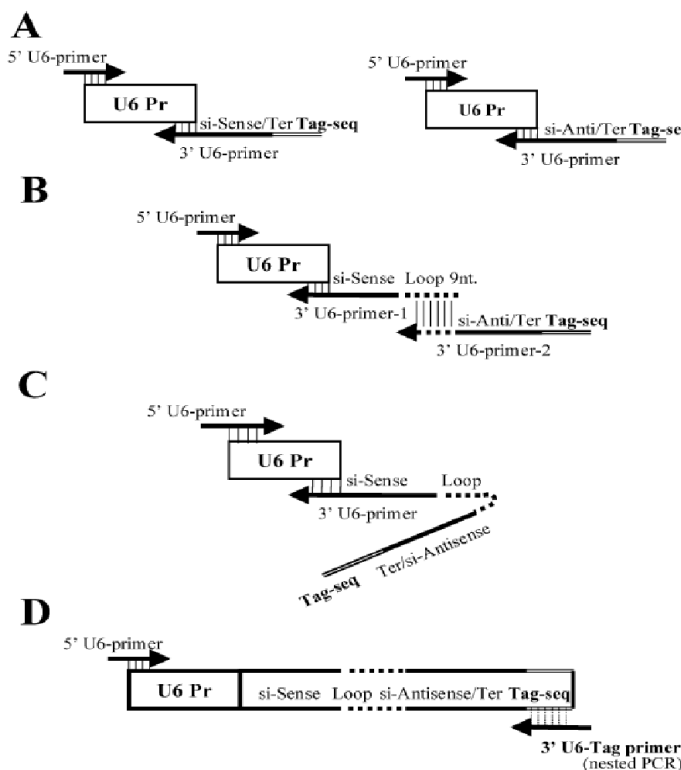 A
5' U6-primer
U6 Pr
si-Sense/Ter Tag-seq
3' U6-primer
5' U6-primer
U6 Pr
si-Anti/Ter Tag-se
3' U6-primer
B
5' U6-primer
U6 Pr
si-Sense Loop 9nt.
3' U6-primer-1
si-Anti/Ter Tag-seq
3' U6-primer-2
C
5' U6-primer
U6 Pr
si-Sense Loop
3' U6-primer
Tag-seq Ter/si-Antisense
D
5' U6-primer
U6 Pr si-Sense Loop si-Antisense/Ter Tag-seq
3' U6-Tag primer
(nested PCR)